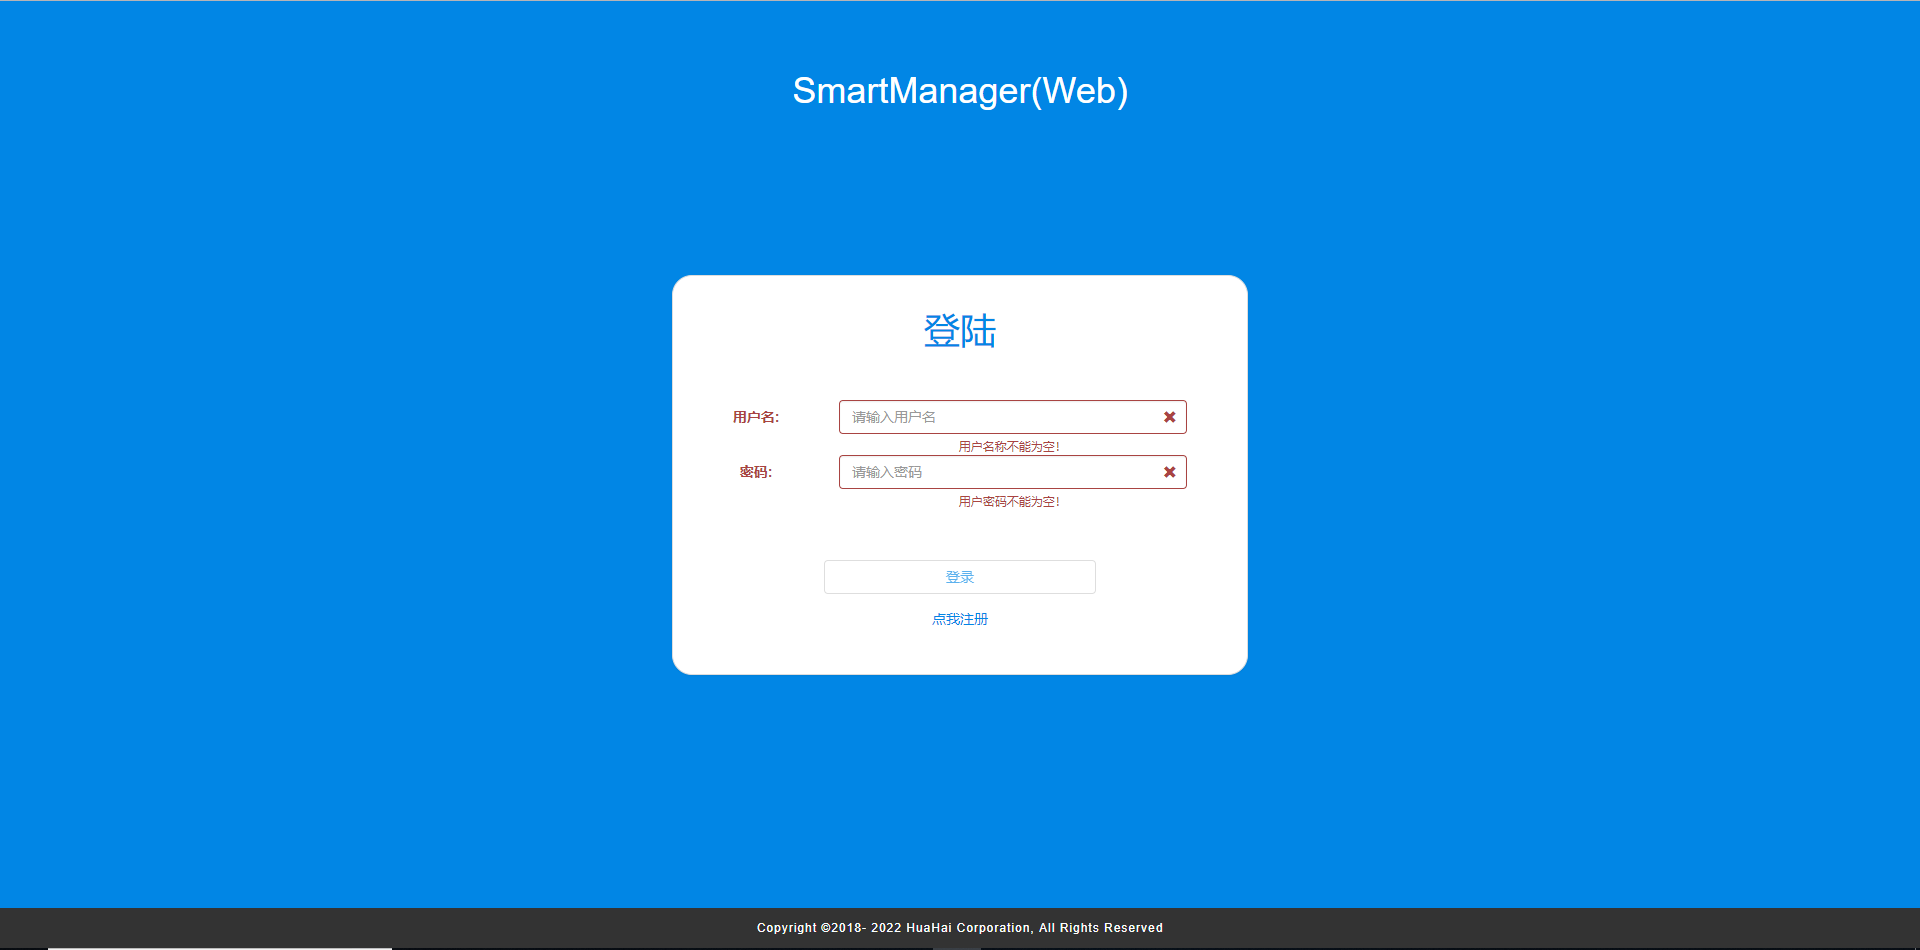 SmartManager(Web)
登陆
用户名:
请输入用户名
用户名称不能为空!
密码:
请输入密码
用户密码不能为空!
登录
点我注册
Copyright ©2018- 2022 HuaHai Corporation, All Rights Reserved